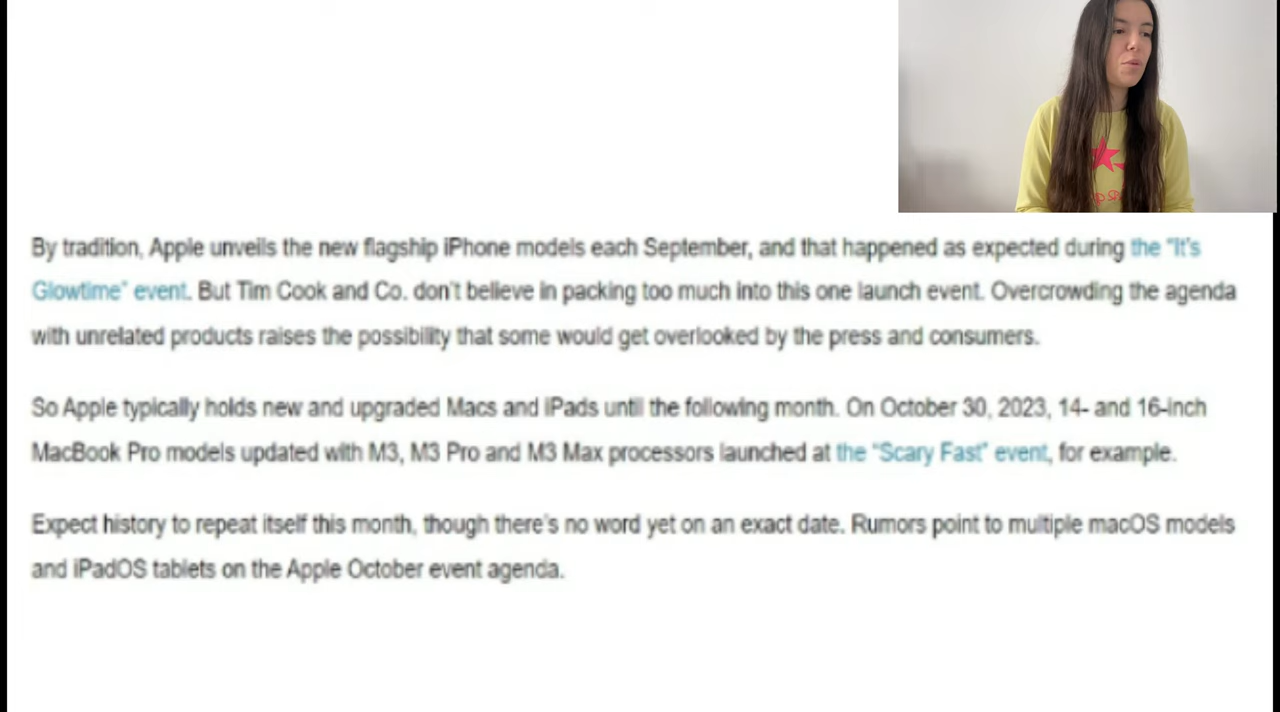 By tradition, Apple unveils the new flagship iPhone models each September, and that happened as expected during the "It's
Glowtime" event. But Tim Cook and Co. don't believe in packing too much into this one launch event. Overcrowding the agenda
with unrelated products raises the possibility that some would get overlooked by the press and consumers.
So Apple typically holds new and upgraded Macs and iPads until the following month. On October 30, 2023, 14- and 16-inch
MacBook Pro models updated with M3, M3 Pro and M3 Max processors launched at the "Scary Fast" event, for example.
Expect history to repeat itself this month, though there's no word yet on an exact date. Rumors point to multiple macOS models
and iPadOS tablets on the Apple October event agenda.